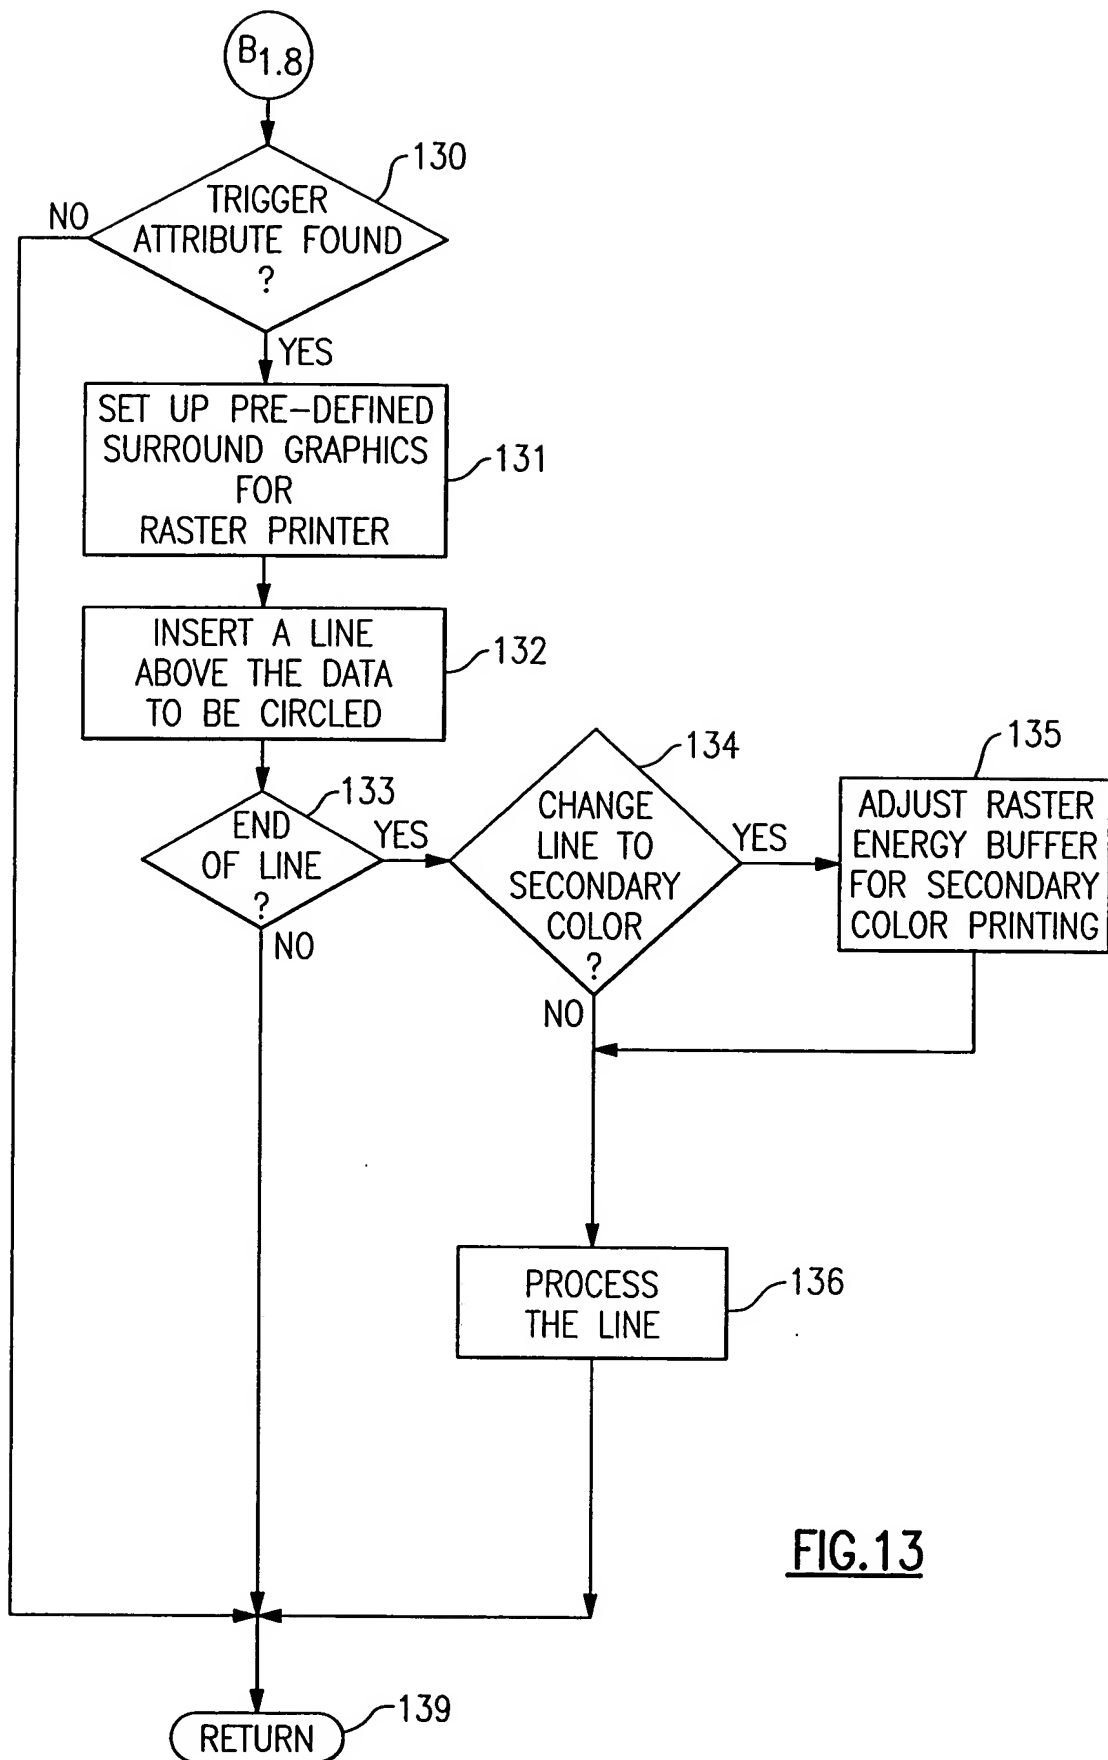 B1.8
130
TRIGGER
ATTRIBUTE FOUND
?
NO
YES
SET UP PRE-DEFINED
SURROUND GRAPHICS
FOR
RASTER PRINTER
131
INSERT A LINE
ABOVE THE DATA
TO BE CIRCLED
132
133
END
OF LINE
?
YES
NO
134
CHANGE
LINE TO
SECONDARY
COLOR
?
YES
NO
135
ADJUST RASTER
ENERGY BUFFER
FOR SECONDARY
COLOR PRINTING
PROCESS
THE LINE
136
FIG.13
RETURN
139